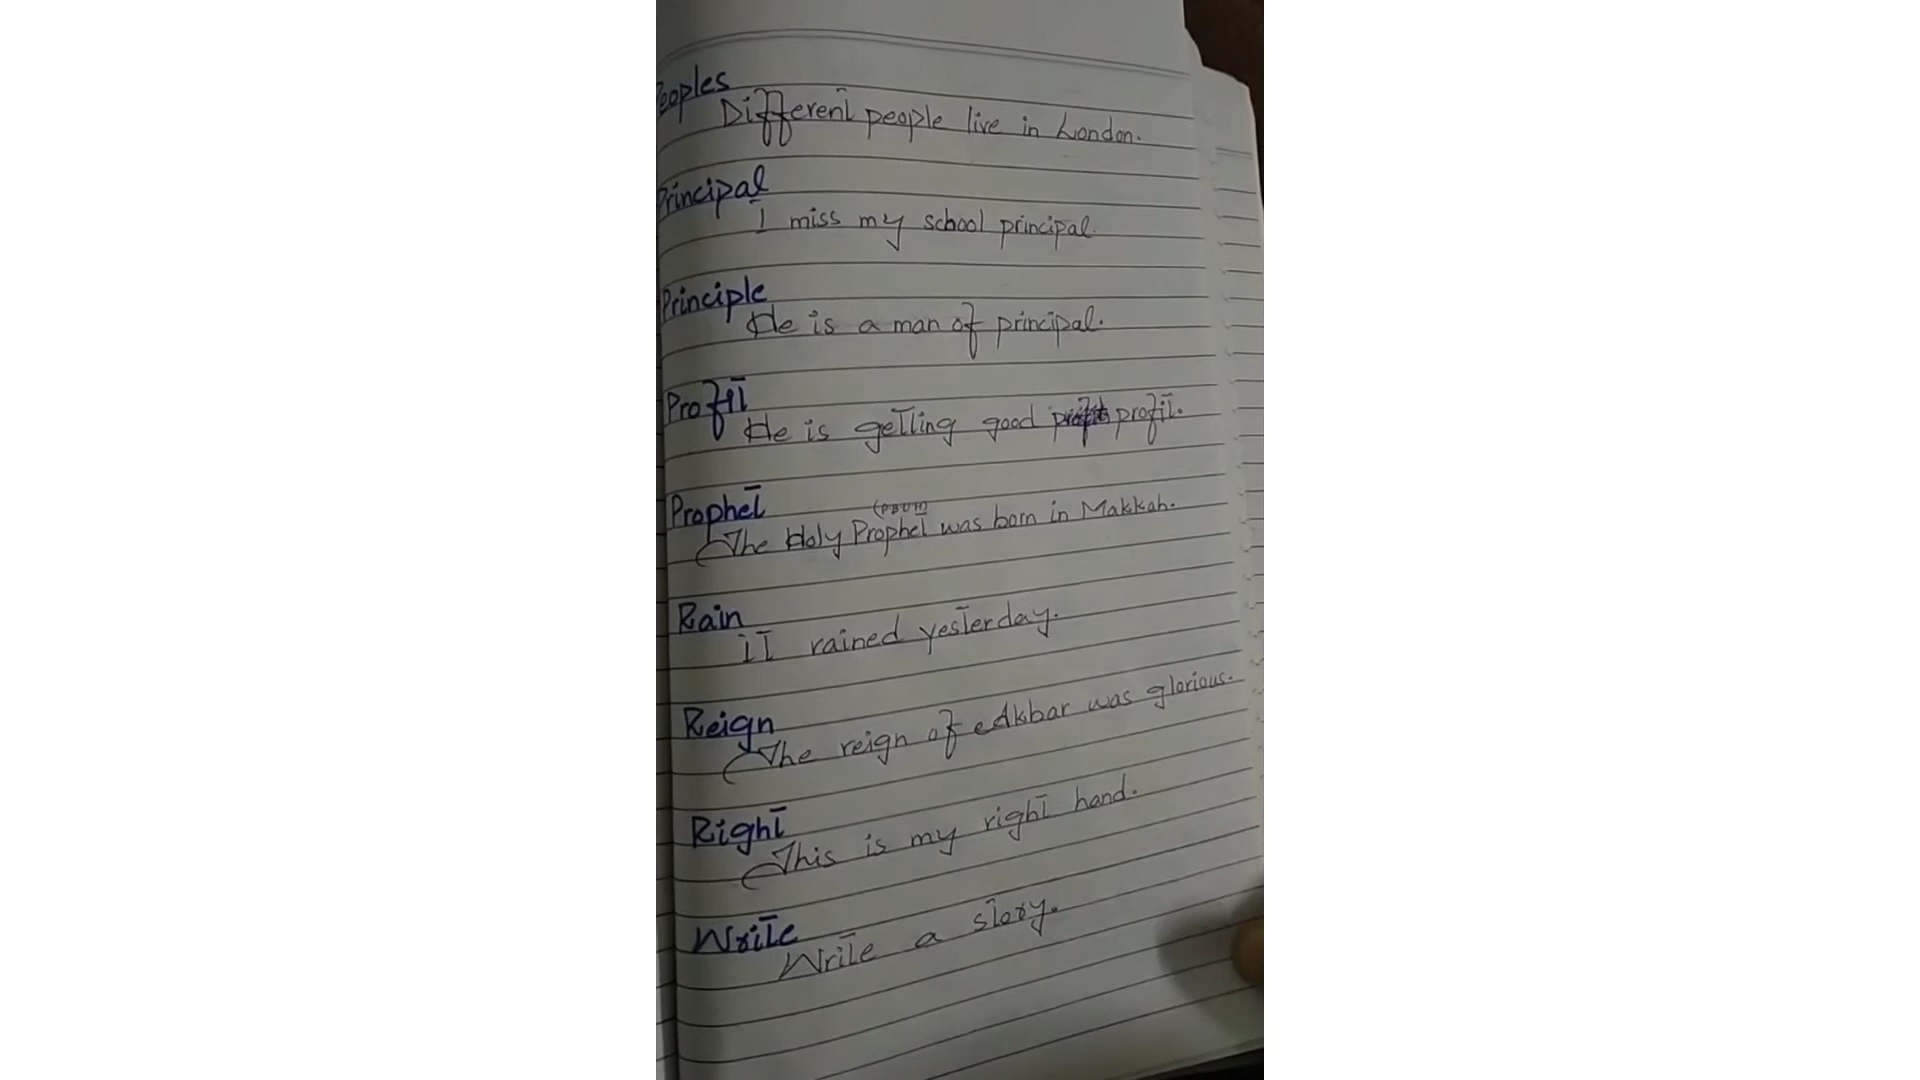 Peoples
Different people live in London.
Principal
I miss my school principal.
Principle
He is a man of principal.
Profit
He is getting good profit.
Prophet
(PBUH)
The Holy Prophet was born in Makkah.
Rain
it rained yesterday.
Reign
The reign of Akbar was glorious.
Right
This is my right hand.
Write
Write a story.